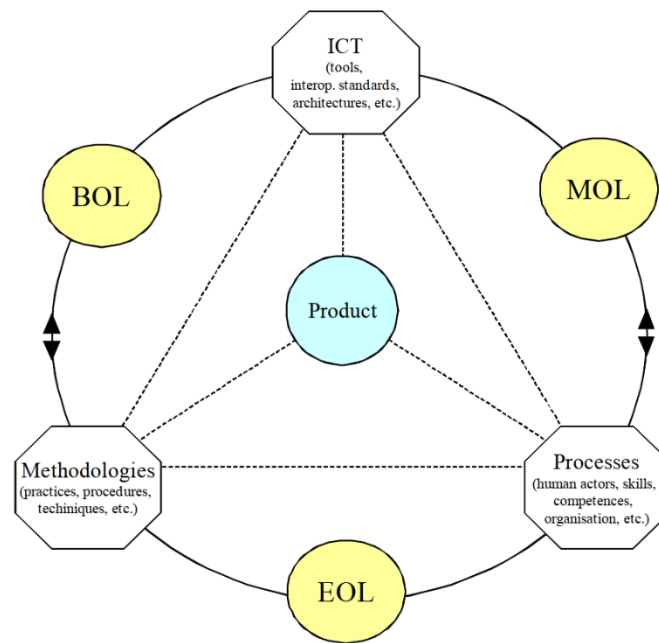 ICT
(tools,
interop. standards,
architectures, etc.)
BOL
MOL
Product
Methodologies
(practices, procedures,
techiniques, etc.)
Processes
(human actors, skills,
competences,
organisation, etc.)
EOL